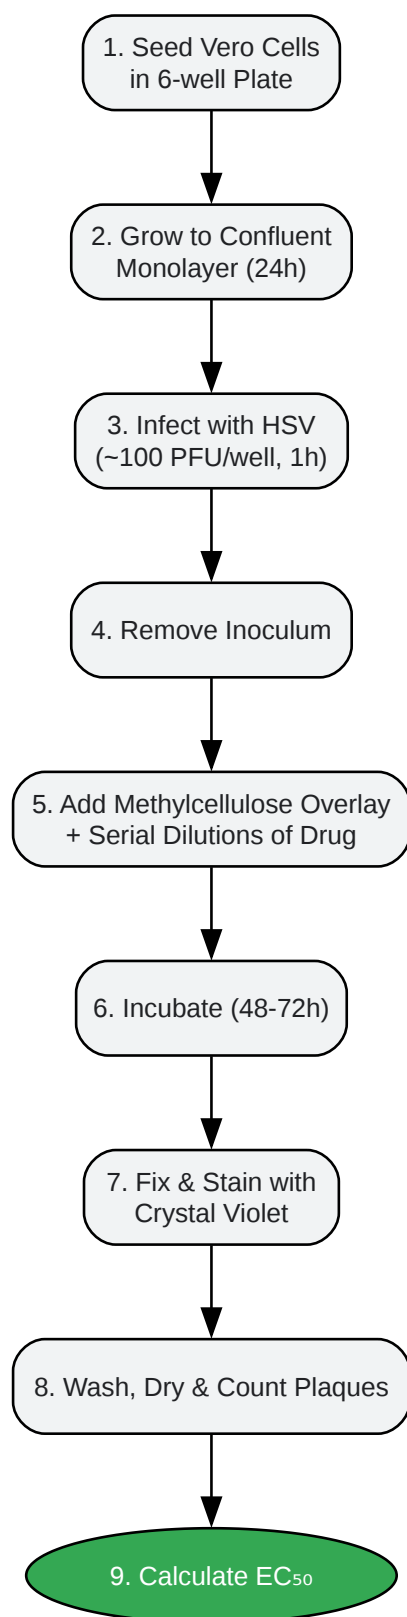 1. Seed Vero Cells
in 6-well Plate
2. Grow to Confluent
Monolayer (24h)
3. Infect with HSV
(~100 PFU/well, 1h)
4. Remove Inoculum
5. Add Methylcellulose Overlay
+ Serial Dilutions of Drug
6. Incubate (48-72h)
7. Fix & Stain with
Crystal Violet
8. Wash, Dry & Count Plaques
9. Calculate EC₅₀